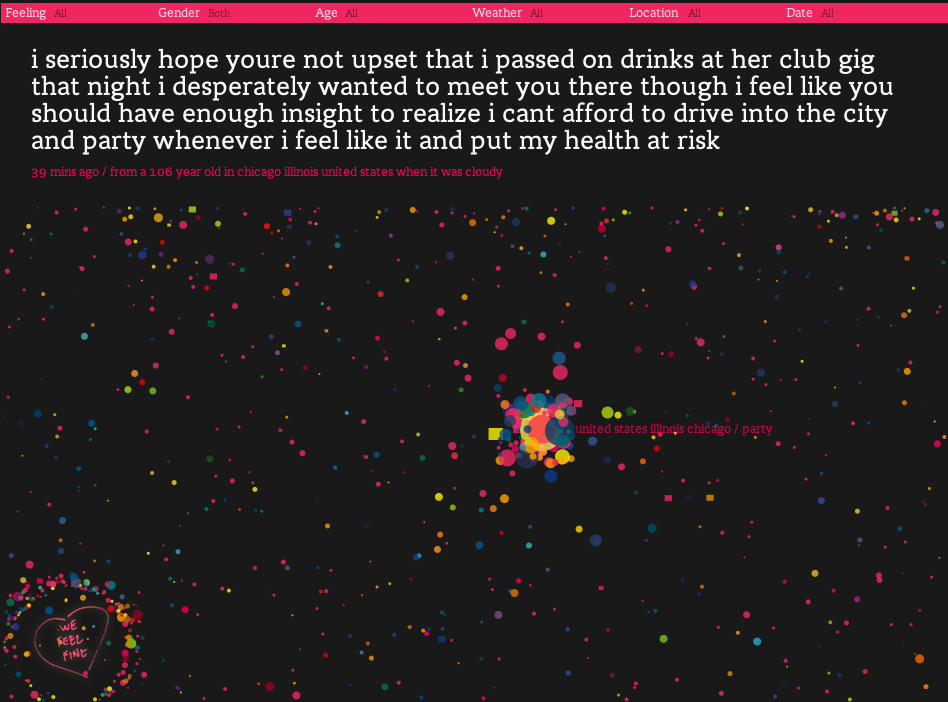 Feeling All Gender Both Age All Weather All Location All Date All
i seriously hope youre not upset that i passed on drinks at her club gig
that night i desperately wanted to meet you there though i feel like you
should have enough insight to realize i cant afford to drive into the city
and party whenever i feel like it and put my health at risk
39 mins ago / from a 106 year old in chicago illinois united states when it was cloudy
united states illinois chicago / party
WE
FEEL
FINE